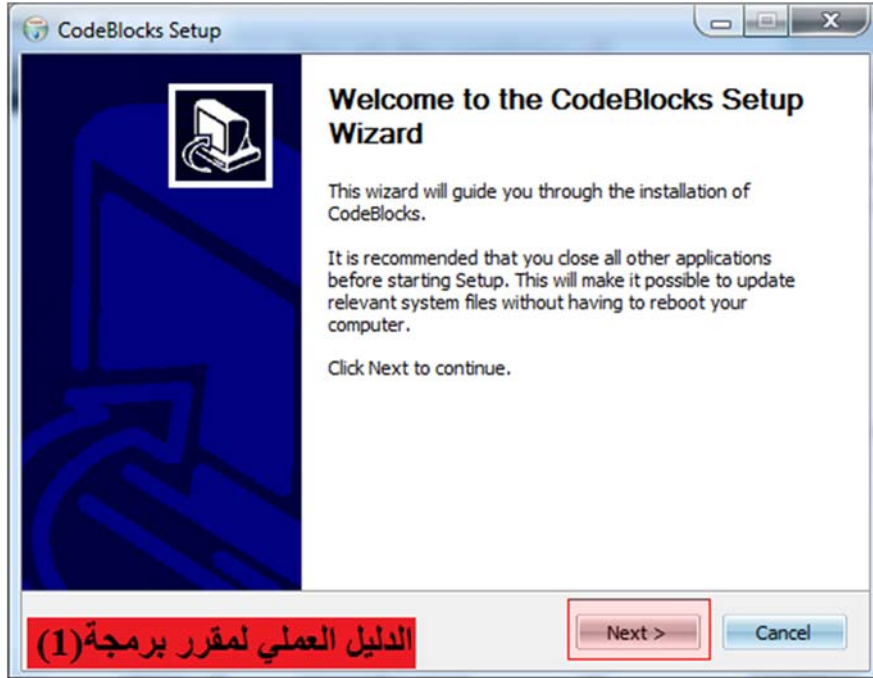 CodeBlocks Setup
Welcome to the CodeBlocks Setup
Wizard
This wizard will guide you through the installation of
CodeBlocks.
It is recommended that you close all other applications
before starting Setup. This will make it possible to update
relevant system files without having to reboot your
computer.
Click Next to continue.
الدليل العملي لمقرر برمجة(1)
Next >
Cancel